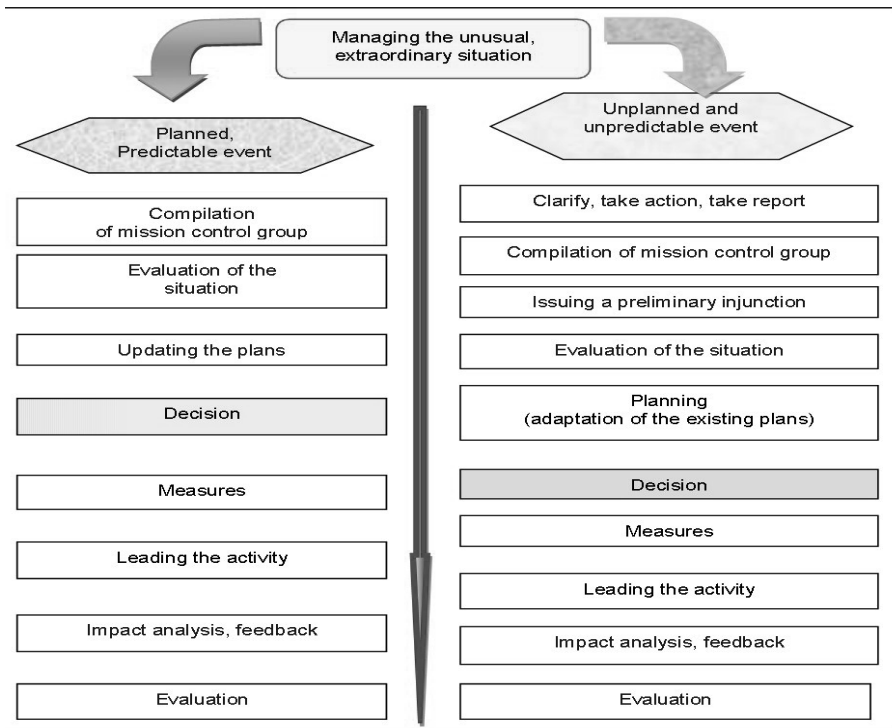 Managing the unusual,
extraordinary situation
Planned,
Predictable event
Compilation
of mission control group
Evaluation of the
situation
Updating the plans
Decision
Measures
Leading the activity
Impact analysis, feedback
Evaluation
Unplanned and
unpredictable event
Clarify, take action, take report
Compilation of mission control group
Issuing a preliminary injunction
Evaluation of the situation
Planning
(adaptation of the existing plans)
Decision
Measures
Leading the activity
Impact analysis, feedback
Evaluation